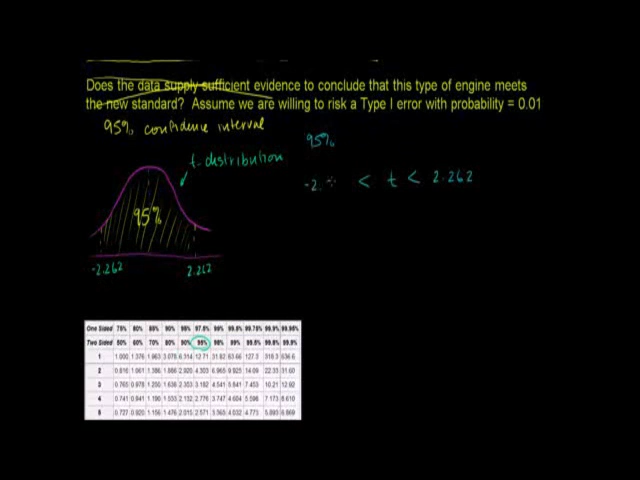 Does the data supply sufficient evidence to conclude that this type of engine meets
the new standard? Assume we are willing to risk a Type I error with probability = 0.01
95% confidence interval
95%
t-distribution
-2. < t < 2.262
95%
-2.262 2.262
One Sided 75% 80% 85% 90% 95% 97.5% 99% 99.5% 99.75% 99.9% 99.95%
Two Sided 50% 60% 70% 80% 90% 95% 98% 99% 99.5% 99.8% 99.9%
1 1.000 1.376 1.963 3.078 6.314 12.71 31.82 63.66 127.3 318.3 636.6
2 0.816 1.061 1.386 1.886 2.920 4.303 6.965 9.925 14.09 22.33 31.60
3 0.765 0.978 1.250 1.638 2.353 3.182 4.541 5.841 7.453 10.21 12.92
4 0.741 0.941 1.190 1.533 2.132 2.776 3.747 4.604 5.598 7.173 8.610
5 0.727 0.920 1.156 1.476 2.015 2.571 3.365 4.032 4.773 5.893 6.869